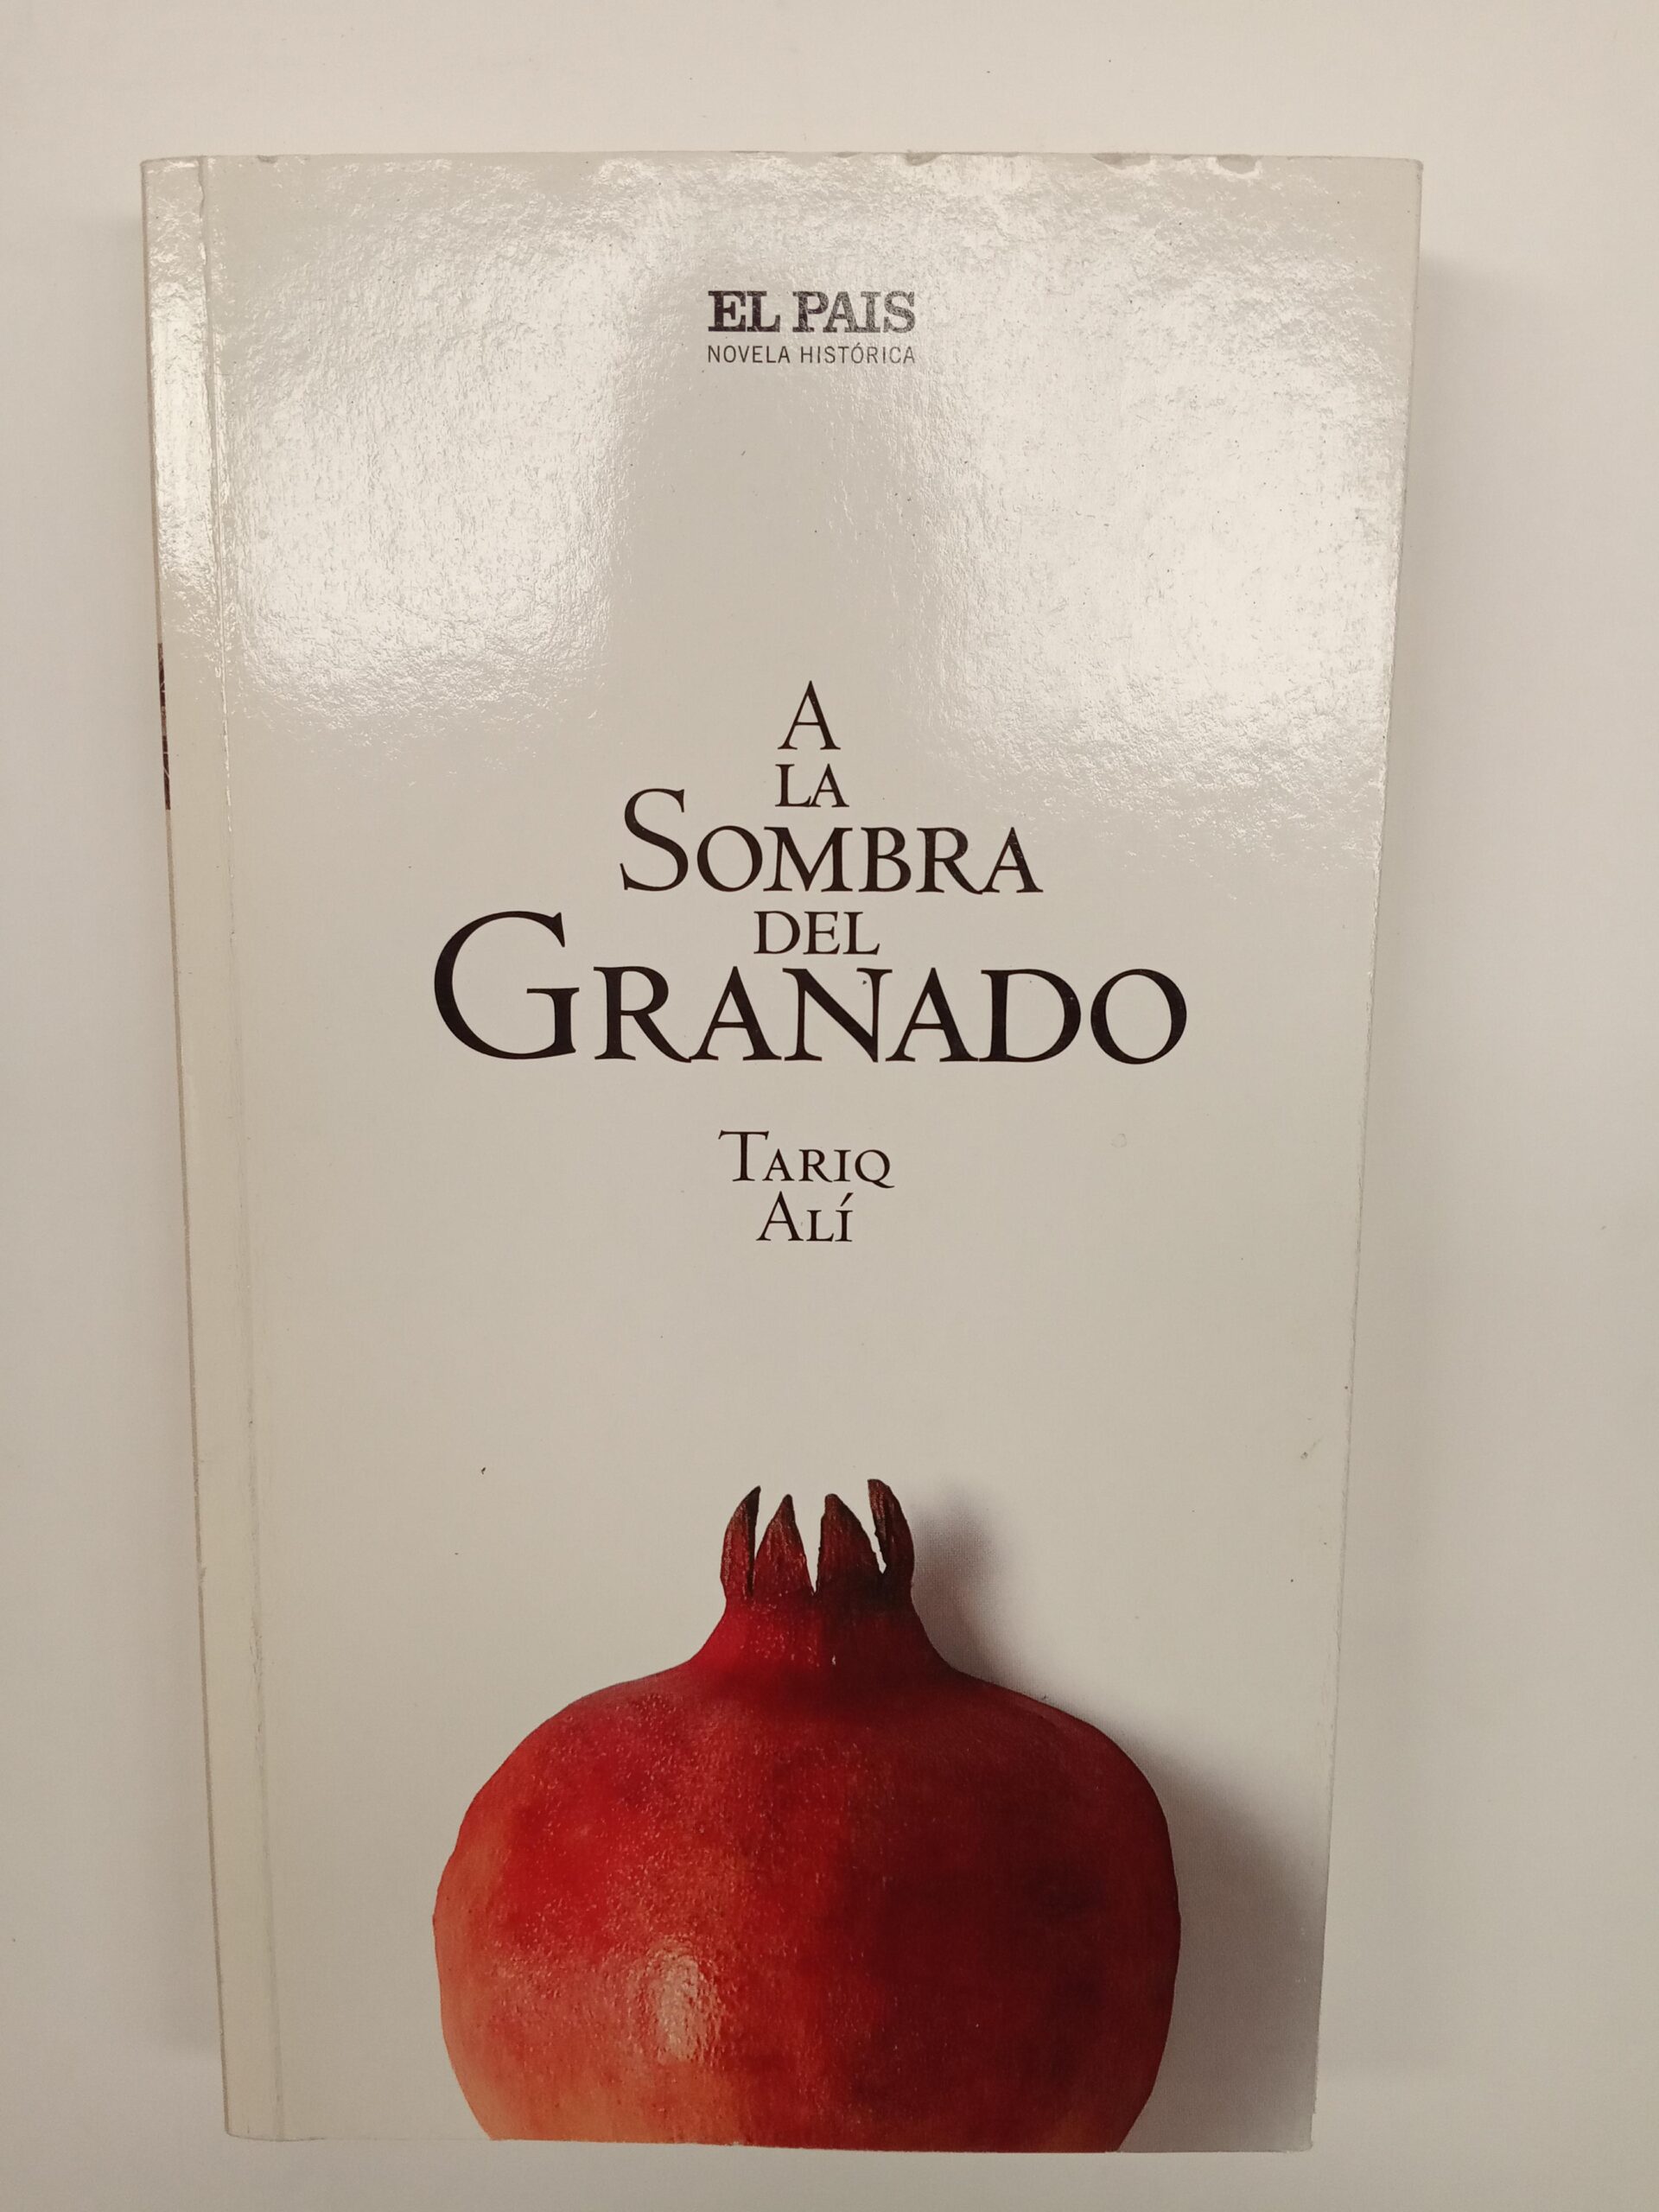 EL PAIS
NOVELA HISTÓRICA
A
LA
SOMBRA
DEL
GRANADO
TARIQ
ALÍ